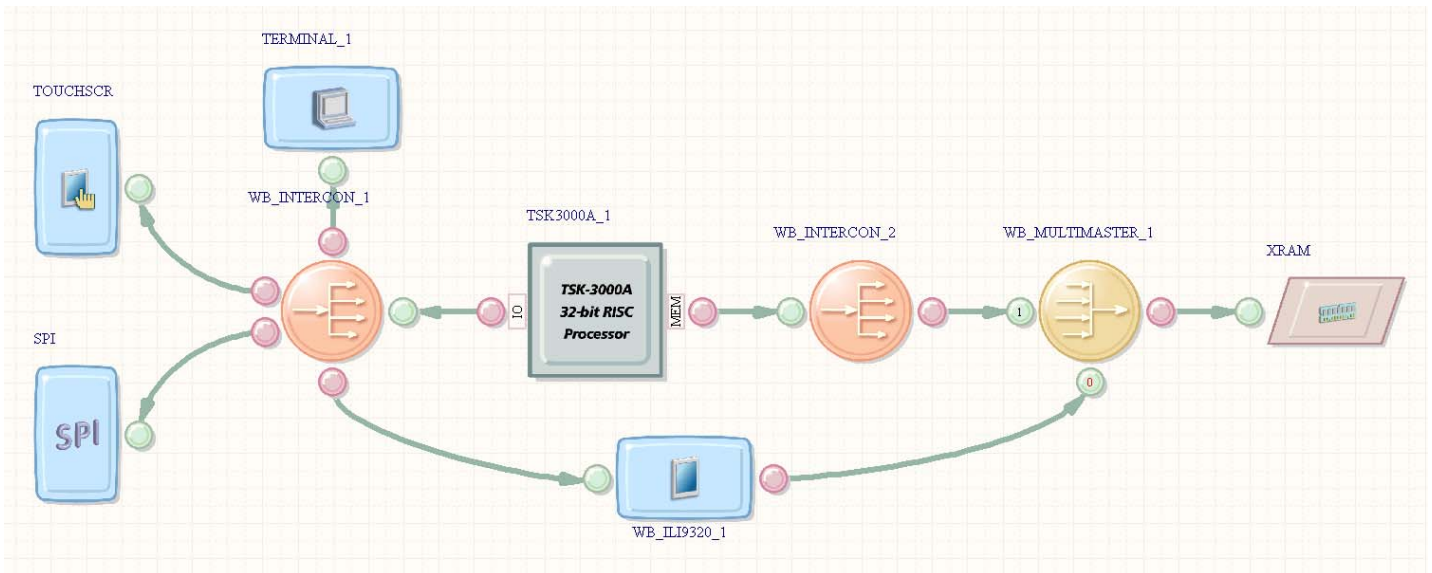 TERMINAL_1
TOUCHSCR
WB_INTERCON_1
TSK3000A_1
WB_INTERCON_2
WB_MULTIMASTER_1
XRAM
IO
TSK-3000A
32-bit RISC
Processor
MEM
1
0
SPI
SPI
WB_ILI9320_1